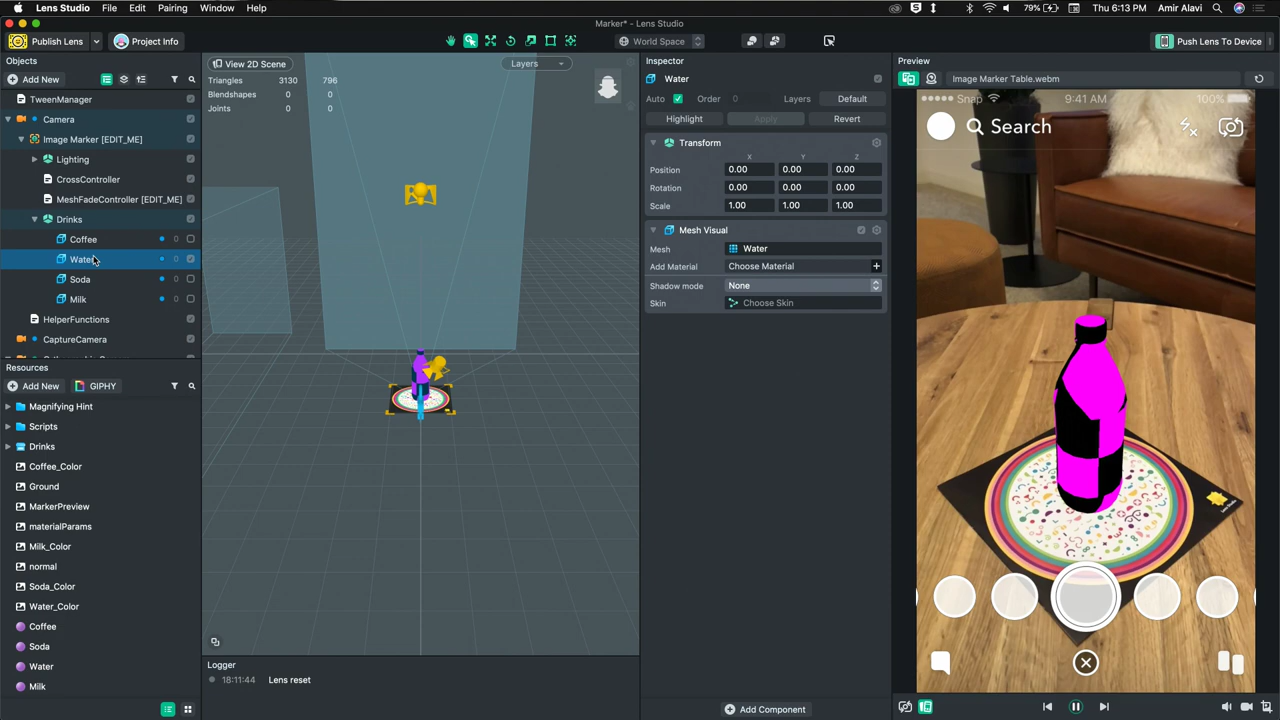 Lens Studio File Edit Pairing Window Help 79% Thu 6:13 PM Amir Alavi
Marker* - Lens Studio
Publish Lens Project Info World Space Push Lens To Device
Objects
Add New
TweenManager
Camera
Image Marker [EDIT_ME]
Lighting
CrossController
MeshFadeController [EDIT_ME]
Drinks
Coffee 0
Water 0
Soda 0
Milk 0
HelperFunctions
CaptureCamera
Resources
Add New GIPHY
Magnifying Hint
Scripts
Drinks
Coffee_Color
Ground
MarkerPreview
materialParams
Milk_Color
normal
Soda_Color
Water_Color
Coffee
Soda
Water
Milk
View 2D Scene Layers
Triangles 3130 796
Blendshapes 0 0
Joints 0 0
Logger
18:11:44 Lens reset
Inspector
Water
Auto Order 0 Layers Default
Highlight Apply Revert
Transform
X Y Z
Position 0.00 0.00 0.00
Rotation 0.00 0.00 0.00
Scale 1.00 1.00 1.00
Mesh Visual
Mesh Water
Add Material Choose Material +
Shadow mode None
Skin Choose Skin
Add Component
Preview
Image Marker Table.webm
Snap 9:41 AM 100%
Search